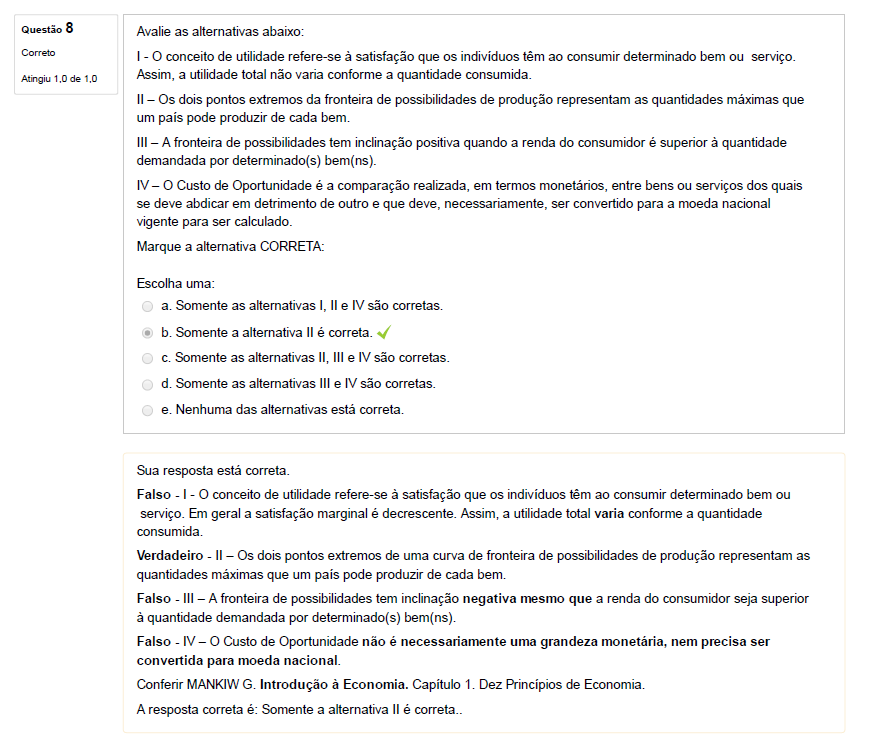 Questão 8
Correto
Atingiu 1,0 de 1,0
Avalie as alternativas abaixo:
I - O conceito de utilidade refere-se à satisfação que os indivíduos têm ao consumir determinado bem ou serviço.
Assim, a utilidade total não varia conforme a quantidade consumida.
II – Os dois pontos extremos da fronteira de possibilidades de produção representam as quantidades máximas que
um país pode produzir de cada bem.
III – A fronteira de possibilidades tem inclinação positiva quando a renda do consumidor é superior à quantidade
demandada por determinado(s) bem(ns).
IV – O Custo de Oportunidade é a comparação realizada, em termos monetários, entre bens ou serviços dos quais
se deve abdicar em detrimento de outro e que deve, necessariamente, ser convertido para a moeda nacional
vigente para ser calculado.
Marque a alternativa CORRETA:
Escolha uma:
a. Somente as alternativas I, II e IV são corretas.
b. Somente a alternativa II é correta.
c. Somente as alternativas II, III e IV são corretas.
d. Somente as alternativas III e IV são corretas.
e. Nenhuma das alternativas está correta.
Sua resposta está correta.
Falso - I - O conceito de utilidade refere-se à satisfação que os indivíduos têm ao consumir determinado bem ou
serviço. Em geral a satisfação marginal é decrescente. Assim, a utilidade total varia conforme a quantidade
consumida.
Verdadeiro - II – Os dois pontos extremos de uma curva de fronteira de possibilidades de produção representam as
quantidades máximas que um país pode produzir de cada bem.
Falso - III – A fronteira de possibilidades tem inclinação negativa mesmo que a renda do consumidor seja superior
à quantidade demandada por determinado(s) bem(ns).
Falso - IV – O Custo de Oportunidade não é necessariamente uma grandeza monetária, nem precisa ser
convertida para moeda nacional.
Conferir MANKIW G. Introdução à Economia. Capítulo 1. Dez Princípios de Economia.
A resposta correta é: Somente a alternativa II é correta..